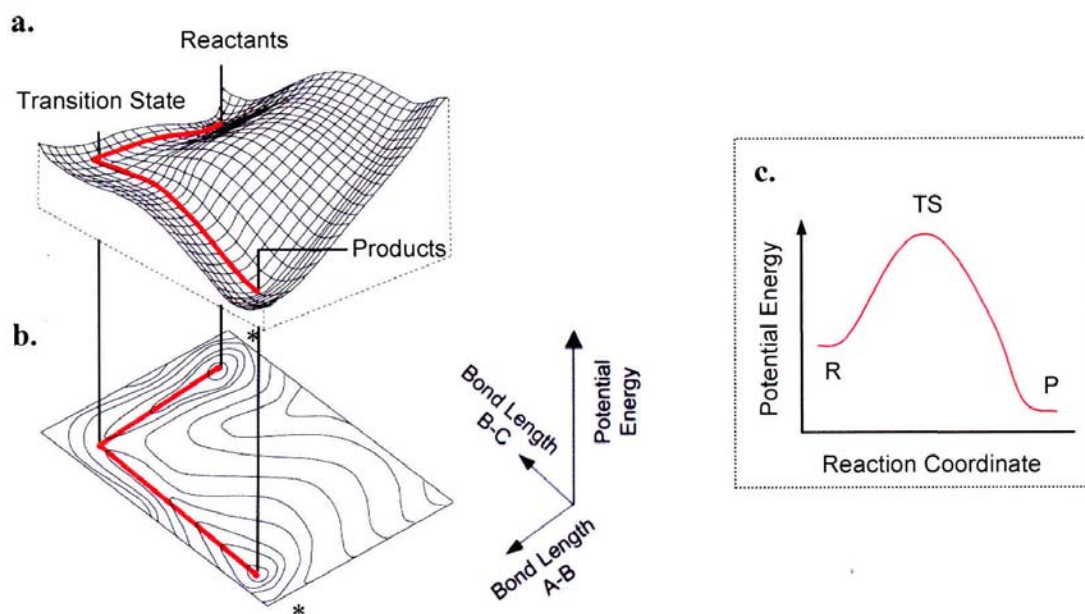 a.
Reactants
Transition State
Products
*
b.
Bond Length
B-C
Potential
Energy
Bond Length
A-B
*
c.
TS
Potential Energy
R
P
Reaction Coordinate